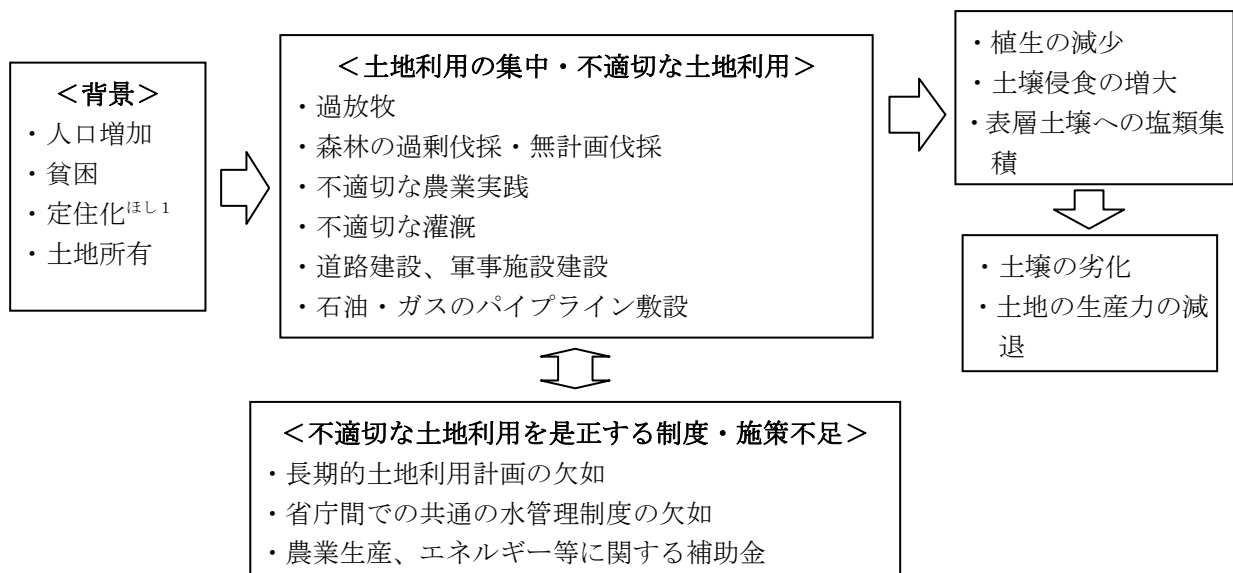 ＜背景＞
・人口増加
・貧困
・定住化ほし1
・土地所有
＜土地利用の集中・不適切な土地利用＞
・過放牧
・森林の過剰伐採・無計画伐採
・不適切な農業実践
・不適切な灌漑
・道路建設、軍事施設建設
・石油・ガスのパイプライン敷設
・植生の減少
・土壌侵食の増大
・表層土壌への塩類集
積
・土壌の劣化
・土地の生産力の減
退
＜不適切な土地利用を是正する制度・施策不足＞
・長期的土地利用計画の欠如
・省庁間での共通の水管理制度の欠如
・農業生産、エネルギー等に関する補助金